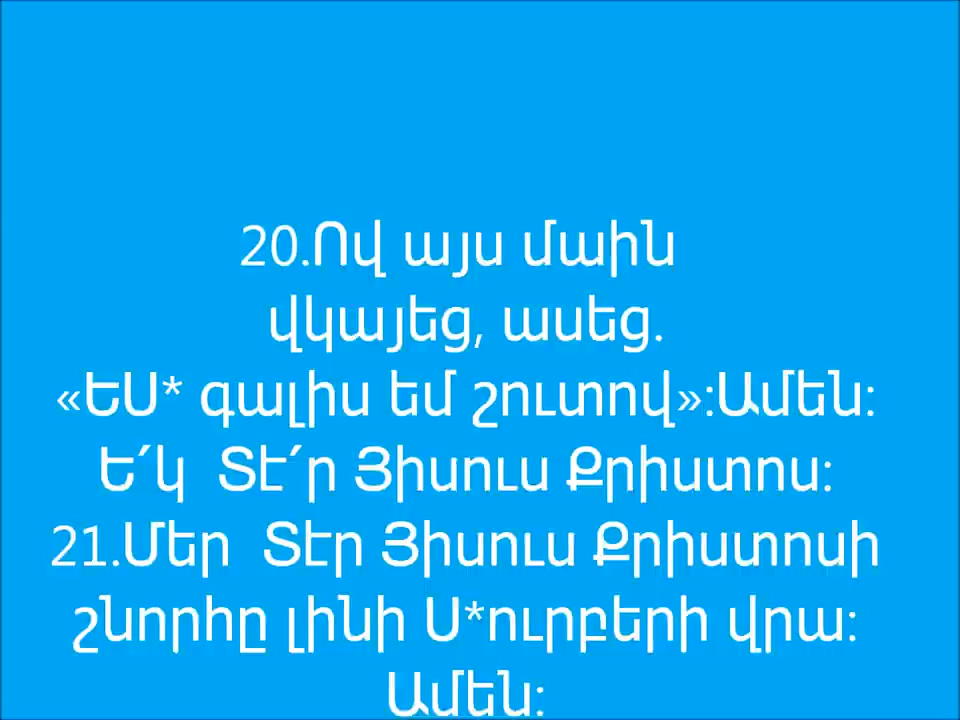 20.Ով այս մաին
վկայեց, ասեց.
«ԵՍ* գալիս եմ շուտով»:Ամեն:
Ե՛կ  Տէ՛ր Յիսուս Քրիստոս:
21.Մեր  Տէր Յիսուս Քրիստոսի
շնորհը լինի Ս*ուրբերի վրա:
Ամեն: